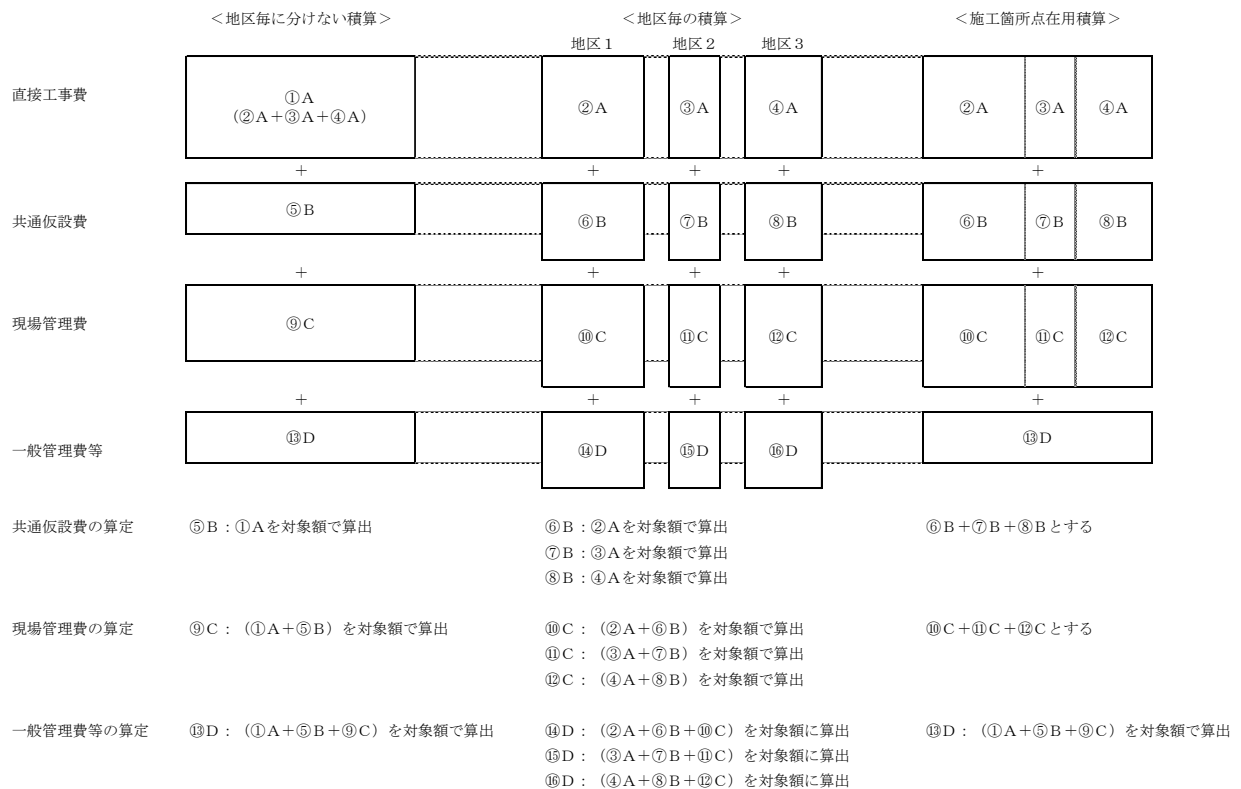 ＜地区毎に分けない積算＞ ＜地区毎の積算＞ ＜施工箇所点在用積算＞
地区１ 地区２ 地区３
直接工事費 ①Ａ ②Ａ ③Ａ ④Ａ ②Ａ ③Ａ ④Ａ
（②Ａ＋③Ａ＋④Ａ）
＋ ＋ ＋ ＋ ＋
共通仮設費 ⑤Ｂ ⑥Ｂ ⑦Ｂ ⑧Ｂ ⑥Ｂ ⑦Ｂ ⑧Ｂ
＋ ＋ ＋ ＋ ＋
現場管理費 ⑨Ｃ ⑩Ｃ ⑪Ｃ ⑫Ｃ ⑩Ｃ ⑪Ｃ ⑫Ｃ
＋ ＋ ＋ ＋ ＋
一般管理費等 ⑬Ｄ ⑭Ｄ ⑮Ｄ ⑯Ｄ ⑬Ｄ
共通仮設費の算定 ⑤Ｂ：①Ａを対象額で算出 ⑥Ｂ：②Ａを対象額で算出 ⑥Ｂ＋⑦Ｂ＋⑧Ｂとする
⑦Ｂ：③Ａを対象額で算出
⑧Ｂ：④Ａを対象額で算出
現場管理費の算定 ⑨Ｃ：（①Ａ＋⑤Ｂ）を対象額で算出 ⑩Ｃ：（②Ａ＋⑥Ｂ）を対象額で算出 ⑩Ｃ＋⑪Ｃ＋⑫Ｃとする
⑪Ｃ：（③Ａ＋⑦Ｂ）を対象額で算出
⑫Ｃ：（④Ａ＋⑧Ｂ）を対象額で算出
一般管理費等の算定 ⑬Ｄ：（①Ａ＋⑤Ｂ＋⑨Ｃ）を対象額で算出 ⑭Ｄ：（②Ａ＋⑥Ｂ＋⑩Ｃ）を対象額に算出 ⑬Ｄ：（①Ａ＋⑤Ｂ＋⑨Ｃ）を対象額で算出
⑮Ｄ：（③Ａ＋⑦Ｂ＋⑪Ｃ）を対象額に算出
⑯Ｄ：（④Ａ＋⑧Ｂ＋⑫Ｃ）を対象額に算出